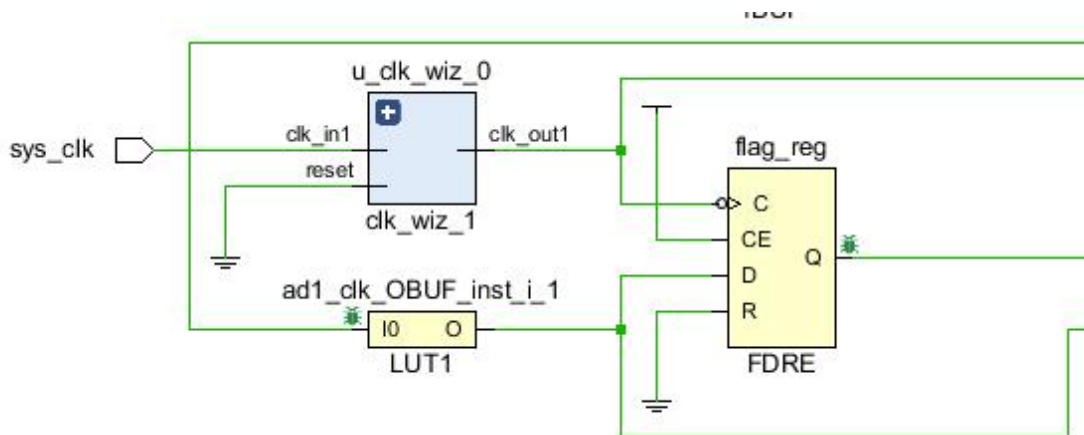 u_clk_wiz_0
sys_clk
clk_in1
clk_out1
reset
clk_wiz_1
flag_reg
C
CE
D
R
Q
FDRE
ad1_clk_OBUF_inst_i_1
I0 O
LUT1